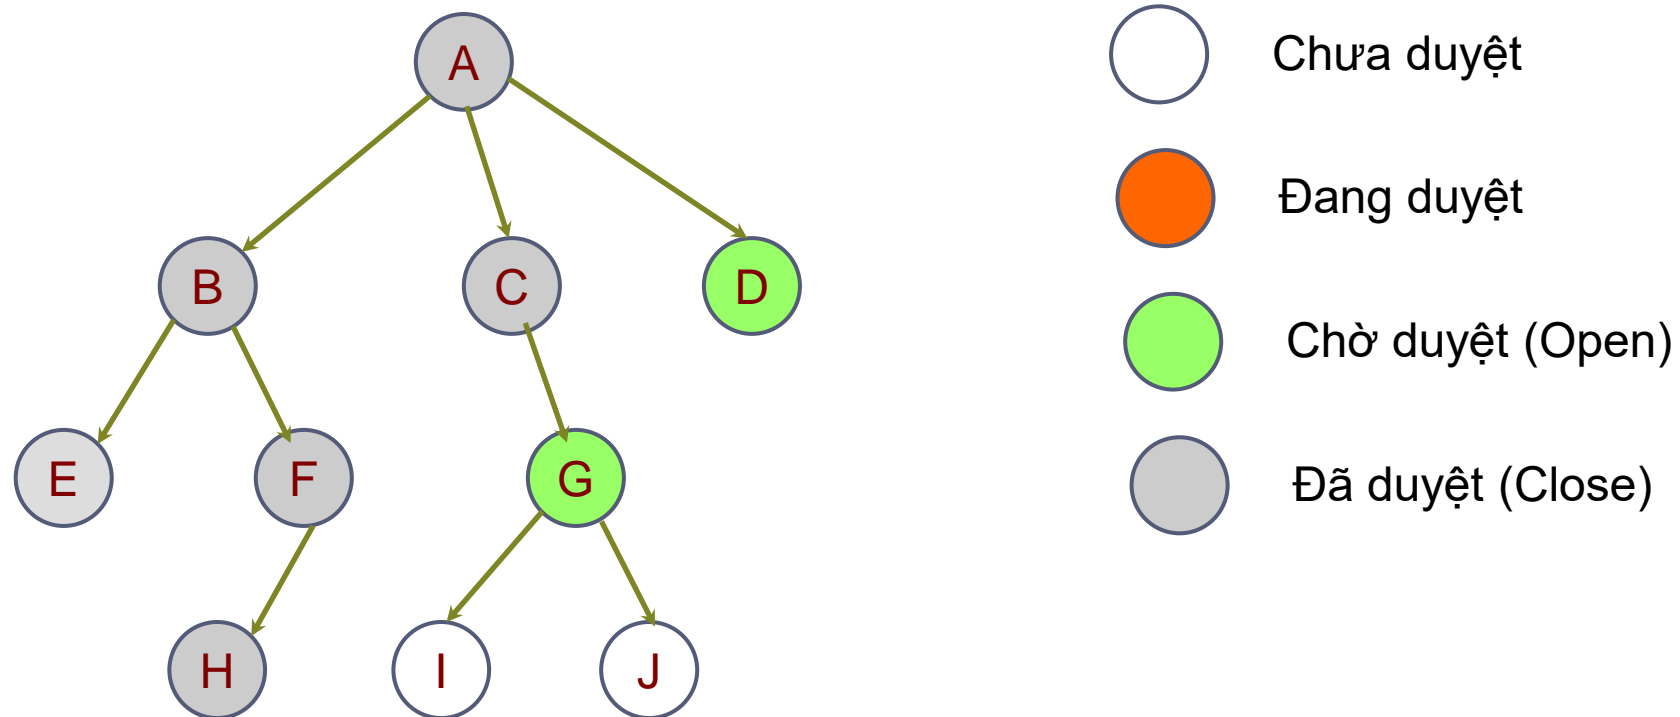 A
B
C
D
E
F
G
H
I
J
Chưa duyệt
Đang duyệt
Chờ duyệt (Open)
Đã duyệt (Close)